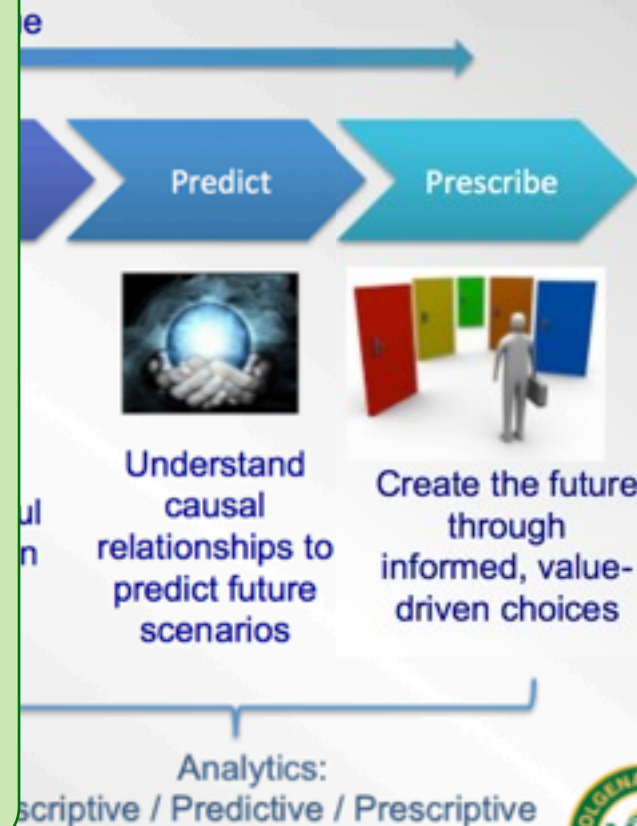 Predict
Prescribe
Understand
causal
relationships to
predict future
scenarios
Create the future
through
informed, value-
driven choices
Analytics:
scriptive / Predictive / Prescriptive